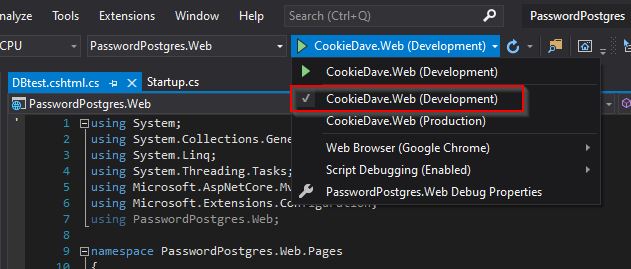 Test Analyze Tools Extensions Window Help Search (Ctrl+Q) PasswordPostgres
CPU PasswordPostgres.Web CookieDave.Web (Development)
DBtest.cshtml.cs Startup.cs
CookieDave.Web (Development)
PasswordPostgres.Web
CookieDave.Web (Development)
CookieDave.Web (Production)
Web Browser (Google Chrome)
Script Debugging (Enabled)
PasswordPostgres.Web Debug Properties
1 using System;
2 using System.Collections.Gene
3 using System.Linq;
4 using System.Threading.Tasks;
5 using Microsoft.AspNetCore.Mv
6 using Microsoft.Extensions.Configuration;
7 using PasswordPostgres.Web;
8
9 namespace PasswordPostgres.Web.Pages
10 {